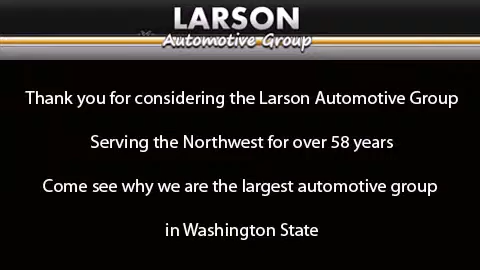 LARSON
Automotive Group
Thank you for considering the Larson Automotive Group
Serving the Northwest for over 58 years
Come see why we are the largest automotive group
in Washington State